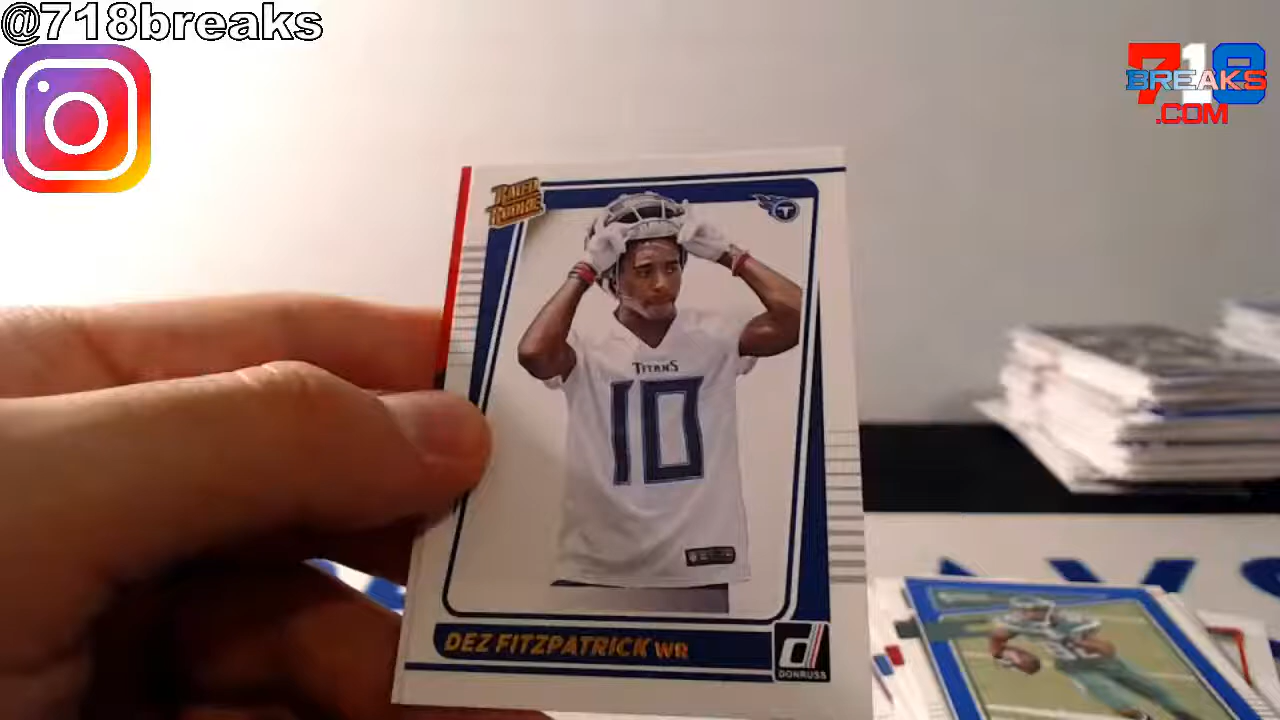 @718breaks
718
BREAKS
.COM
RATED
ROOKIE
T
TITANS
10
DEZ FITZPATRICK WR
d
DONRUSS